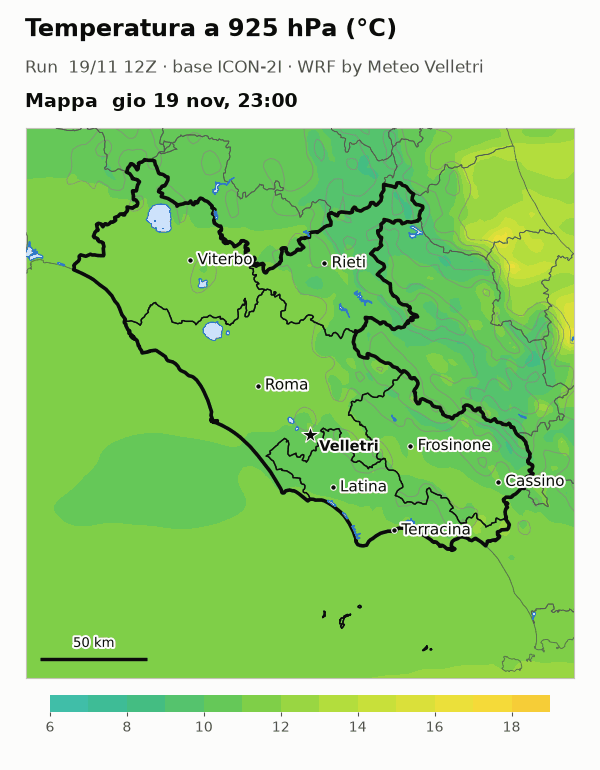 Temperatura a 925 hPa (°C)
Run  19/11 12Z · base ICON-2I · WRF by Meteo Velletri
Mappa  gio 19 nov, 23:00
Viterbo
Rieti
Roma
Velletri
Frosinone
Cassino
Latina
Terracina
50 km
6 8 10 12 14 16 18